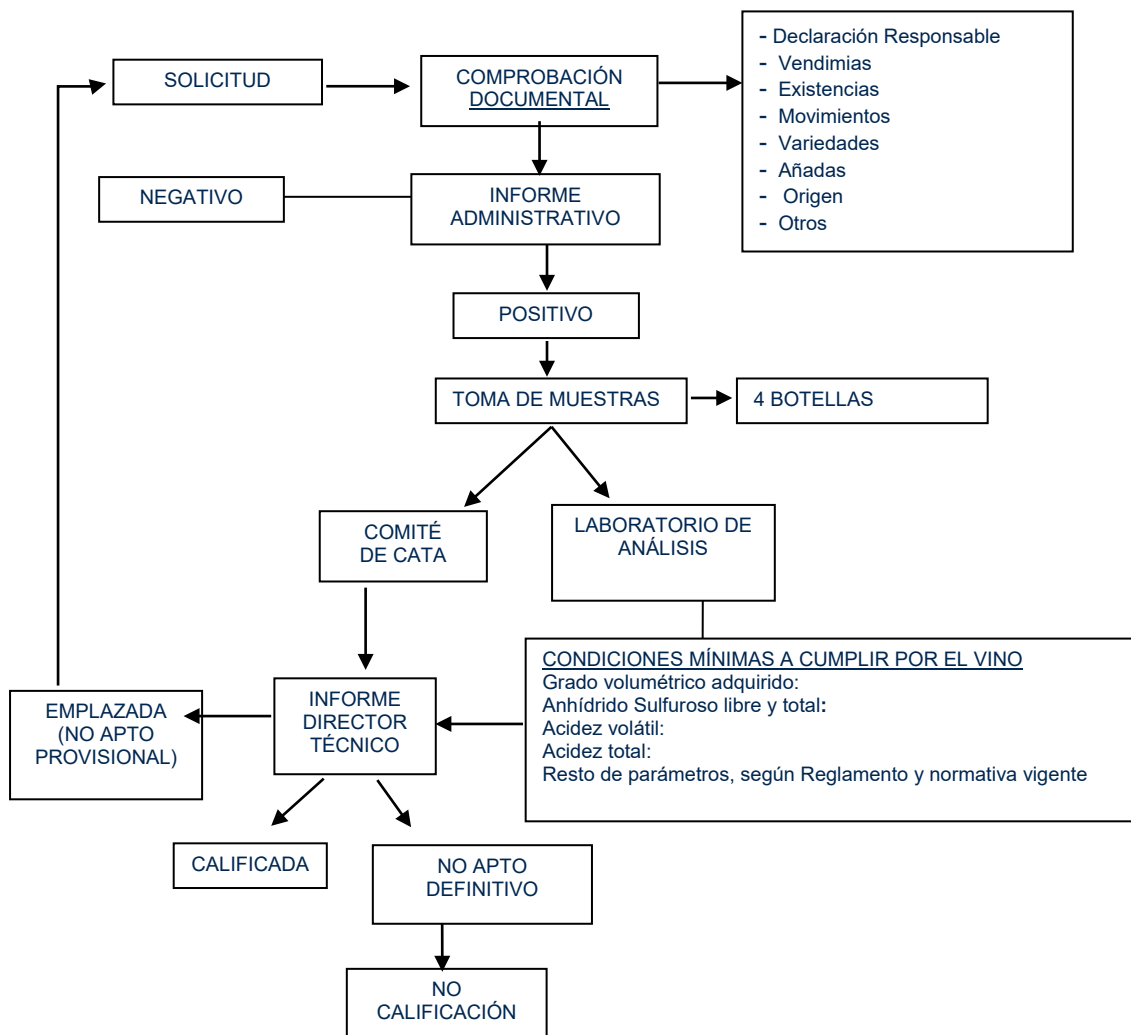 SOLICITUD
COMPROBACIÓN
DOCUMENTAL
- Declaración Responsable
- Vendimias
- Existencias
- Movimientos
- Variedades
- Añadas
- Origen
- Otros
NEGATIVO
INFORME
ADMINISTRATIVO
POSITIVO
TOMA DE MUESTRAS
4 BOTELLAS
COMITÉ
DE CATA
LABORATORIO DE
ANÁLISIS
CONDICIONES MÍNIMAS A CUMPLIR POR EL VINO
Grado volumétrico adquirido:
Anhídrido Sulfuroso libre y total:
Acidez volátil:
Acidez total:
Resto de parámetros, según Reglamento y normativa vigente
INFORME
DIRECTOR
TÉCNICO
EMPLAZADA
(NO APTO
PROVISIONAL)
CALIFICADA
NO APTO
DEFINITIVO
NO
CALIFICACIÓN